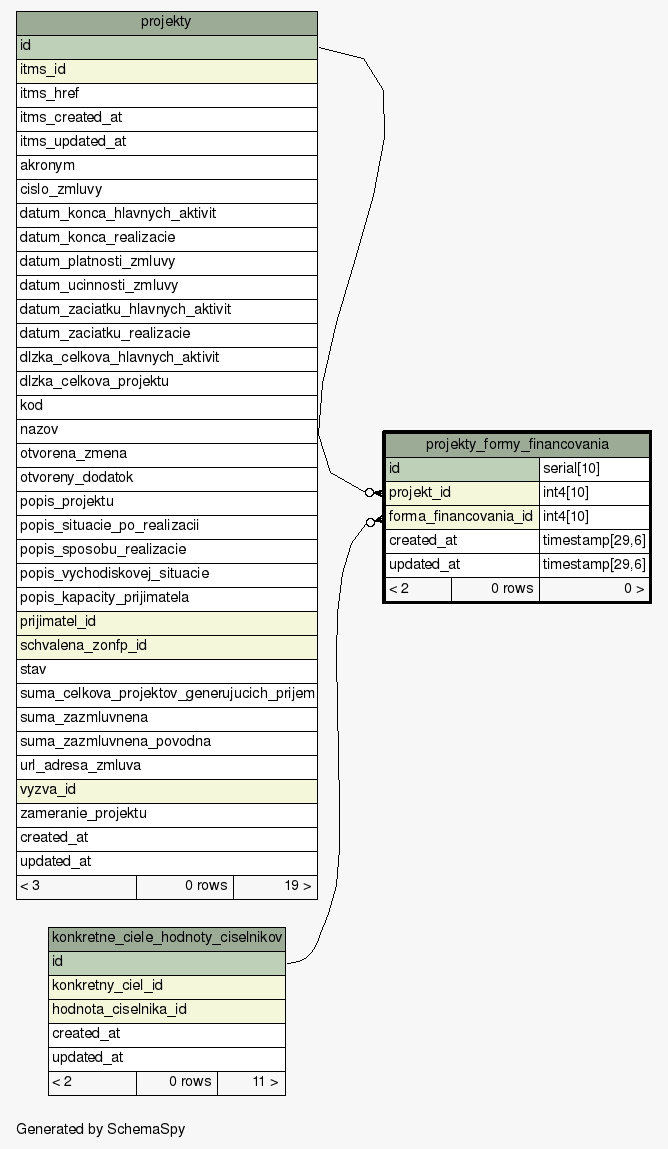 projekty
id
itms_id
itms_href
itms_created_at
itms_updated_at
akronym
cislo_zmluvy
datum_konca_hlavnych_aktivit
datum_konca_realizacie
datum_platnosti_zmluvy
datum_ucinnosti_zmluvy
datum_zaciatku_hlavnych_aktivit
datum_zaciatku_realizacie
dlzka_celkova_hlavnych_aktivit
dlzka_celkova_projektu
kod
nazov
otvorena_zmena
otvoreny_dodatok
popis_projektu
popis_situacie_po_realizacii
popis_sposobu_realizacie
popis_vychodiskovej_situacie
popis_kapacity_prijimatela
prijimatel_id
schvalena_zonfp_id
stav
suma_celkova_projektov_generujucich_prijem
suma_zazmluvnena
suma_zazmluvnena_povodna
url_adresa_zmluva
vyzva_id
zameranie_projektu
created_at
updated_at
< 3 0 rows 19 >
projekty_formy_financovania
id serial[10]
projekt_id int4[10]
forma_financovania_id int4[10]
created_at timestamp[29,6]
updated_at timestamp[29,6]
< 2 0 rows 0 >
konkretne_ciele_hodnoty_ciselnikov
id
konkretny_ciel_id
hodnota_ciselnika_id
created_at
updated_at
< 2 0 rows 11 >
Generated by SchemaSpy